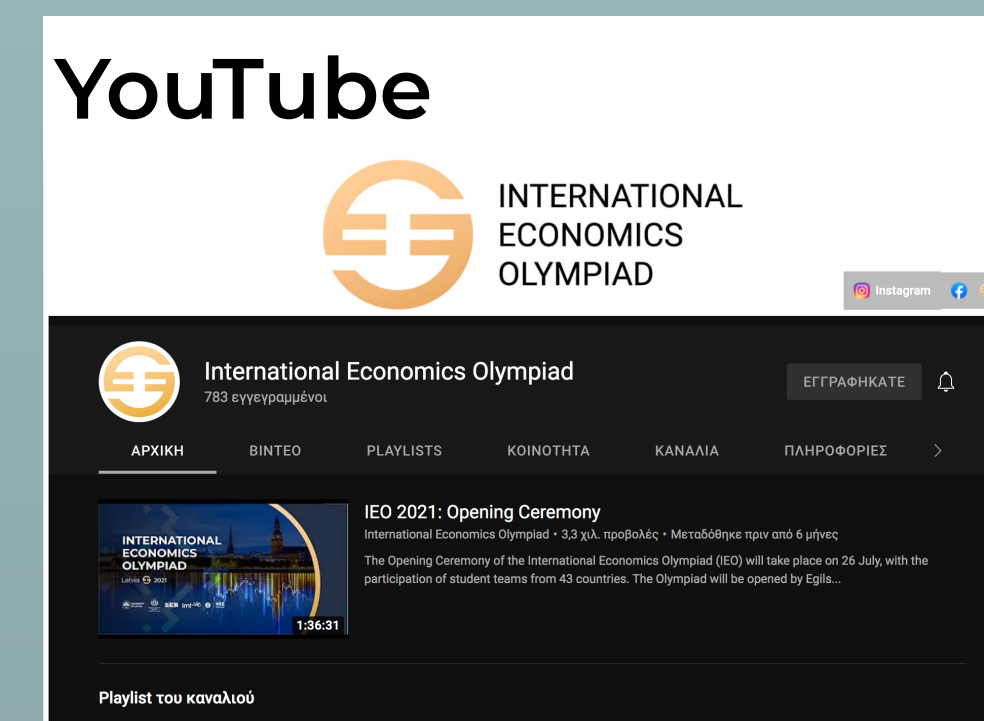 YouTube
INTERNATIONAL
ECONOMICS
OLYMPIAD
Instagram
International Economics Olympiad
783 εγγεγραμμένοι
ΕΓΓΡΑΦΗΚΑΤΕ
ΑΡΧΙΚΗ ΒΙΝΤΕΟ PLAYLISTS ΚΟΙΝΟΤΗΤΑ ΚΑΝΑΛΙΑ ΠΛΗΡΟΦΟΡΙΕΣ
INTERNATIONAL
ECONOMICS
OLYMPIAD
Latvia 2021
SEB
1:36:31
IEO 2021: Opening Ceremony
International Economics Olympiad • 3,3 χιλ. προβολές • Μεταδόθηκε πριν από 6 μήνες
The Opening Ceremony of the International Economics Olympiad (IEO) will take place on 26 July, with the
participation of student teams from 43 countries. The Olympiad will be opened by Egils...
Playlist του καναλιού